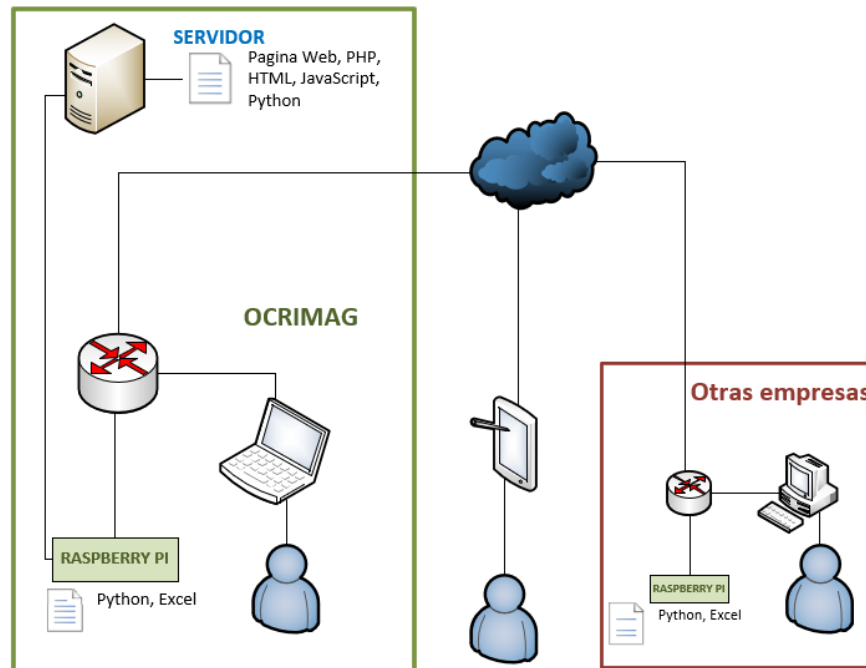 SERVIDOR
Pagina Web, PHP,
HTML, JavaScript,
Python
OCRIMAG
Otras empresas
RASPBERRY PI
Python, Excel
RASPBERRY PI
Python, Excel